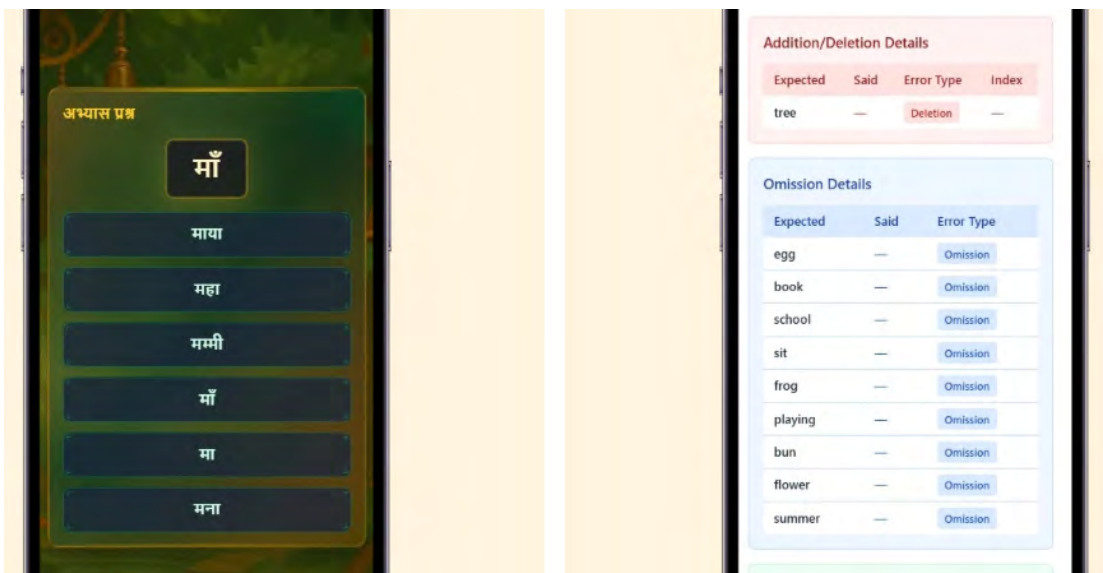 अभ्यास प्रश्न
माँ
माया
महा
मम्मी
माँ
मा
मना
Addition/Deletion Details
Expected Said Error Type Index
tree — Deletion —
Omission Details
Expected Said Error Type
egg — Omission
book — Omission
school — Omission
sit — Omission
frog — Omission
playing — Omission
bun — Omission
flower — Omission
summer — Omission